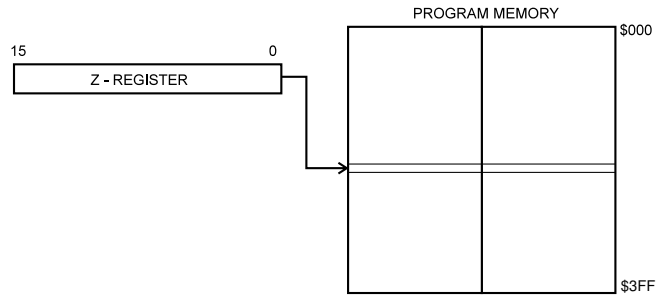 PROGRAM MEMORY
$000
15 0
Z - REGISTER
$3FF